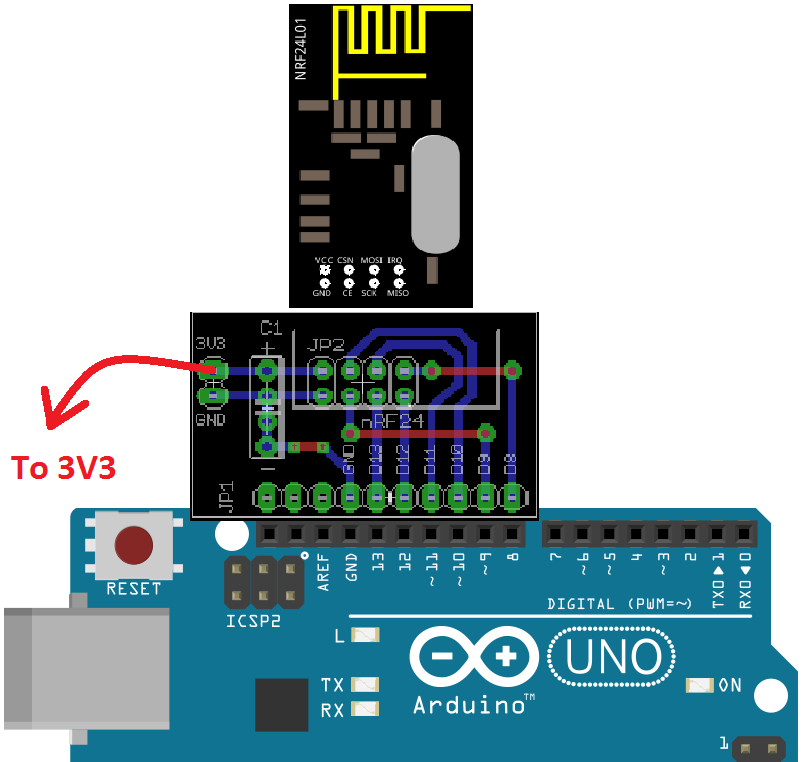 NRF24L01
VCC CSN MOSI IRQ
GND CE SCK MISO
C1
3V3
+
JP2
GND
nRF24
GND D13 D12 D11 D10 D9 D8
JP1
To 3V3
RESET
AREF GND 13 12 ~11 ~10 ~9 8 7 ~6 ~5 4 ~3 2 TX0▶1 RX0◀0
ICSP2
DIGITAL (PWM=~)
L
UNO
TX
ON
RX
Arduino™
1